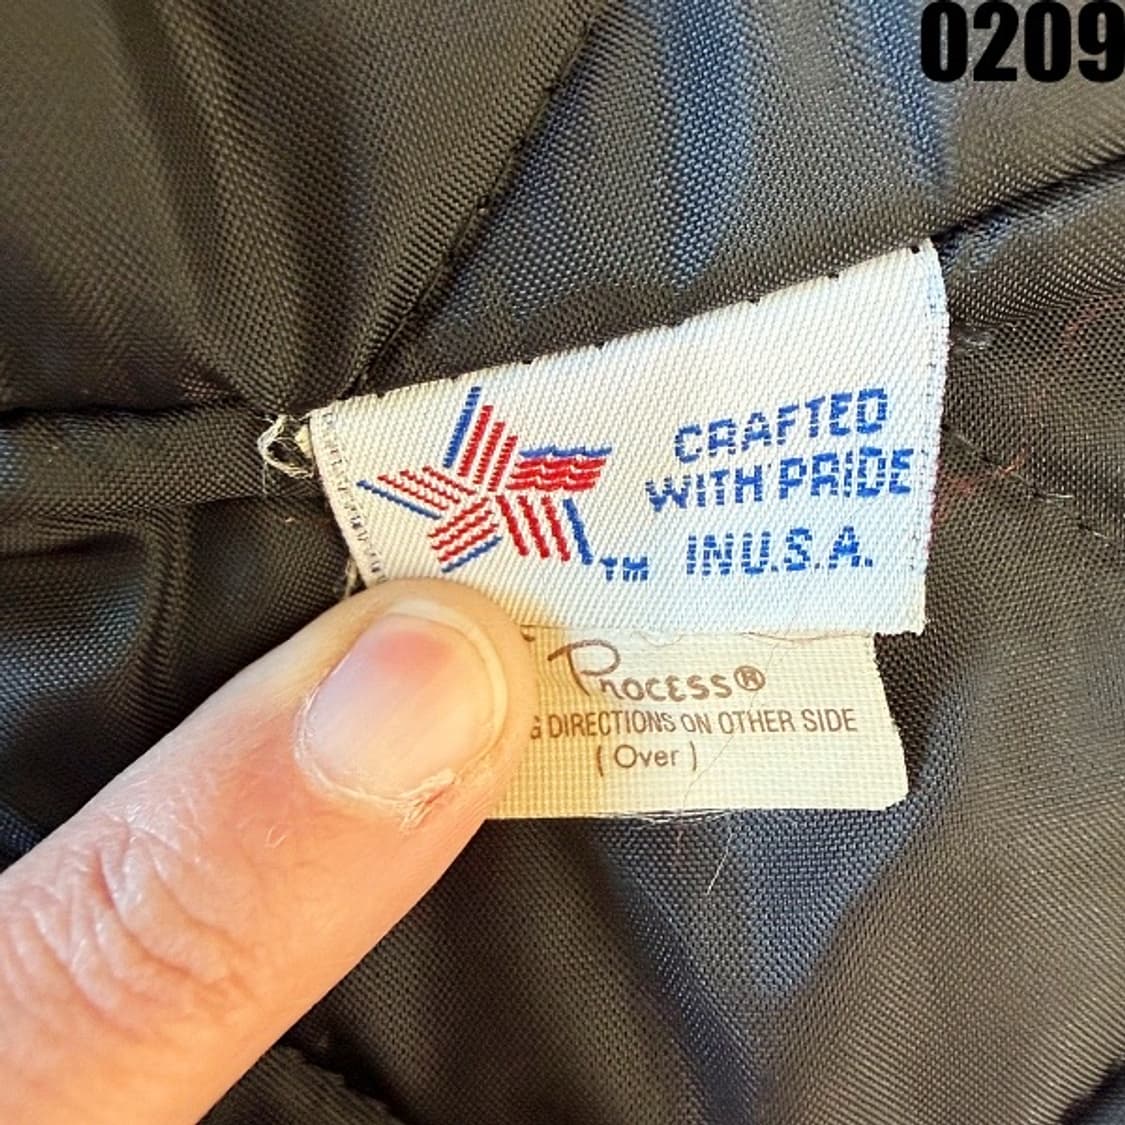 0209
CRAFTED
WITH PRIDE
IN U.S.A.
TM
Process®
G DIRECTIONS ON OTHER SIDE
(Over)